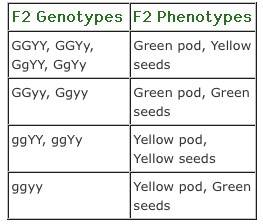 F2 Genotypes F2 Phenotypes
GGYY, GGYy, Green pod, Yellow
GgYY, GgYy seeds
GGyy, Ggyy Green pod, Green
seeds
ggYY, ggYy Yellow pod,
Yellow seeds
ggyy Yellow pod, Green
seeds